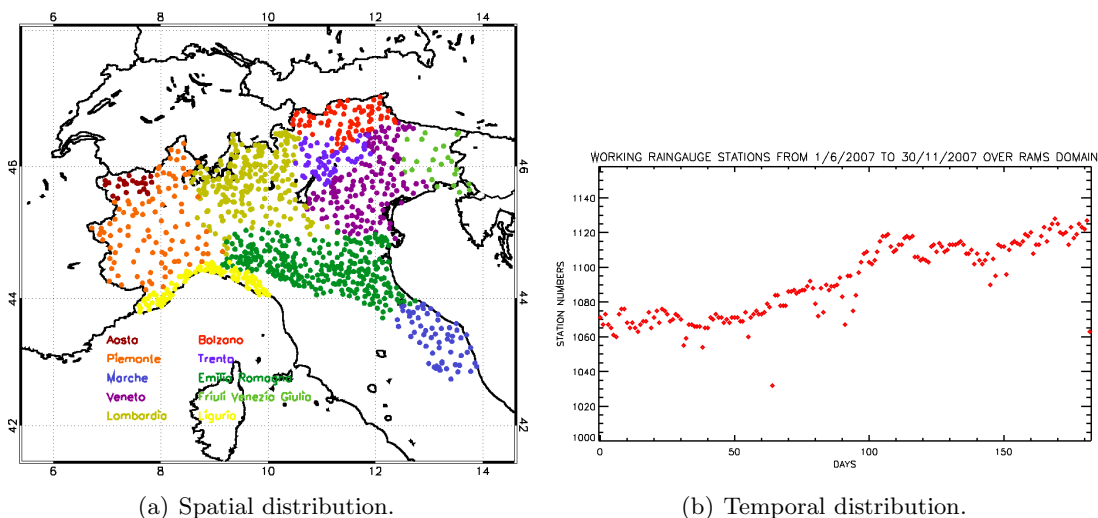 6 8 10 12 14
46 46
44 44
42 42
Aosta Bolzano
Piemonte Trento
Marche Emilia Romagna
Veneto Friuli Venezia Giulia
Lombardia Liguria
6 8 10 12 14
(a) Spatial distribution.
WORKING RAINGAUGE STATIONS FROM 1/6/2007 TO 30/11/2007 OVER RAMS DOMAIN
STATION NUMBERS
1140
1120
1100
1080
1060
1040
1020
1000
0 50 100 150
DAYS
(b) Temporal distribution.